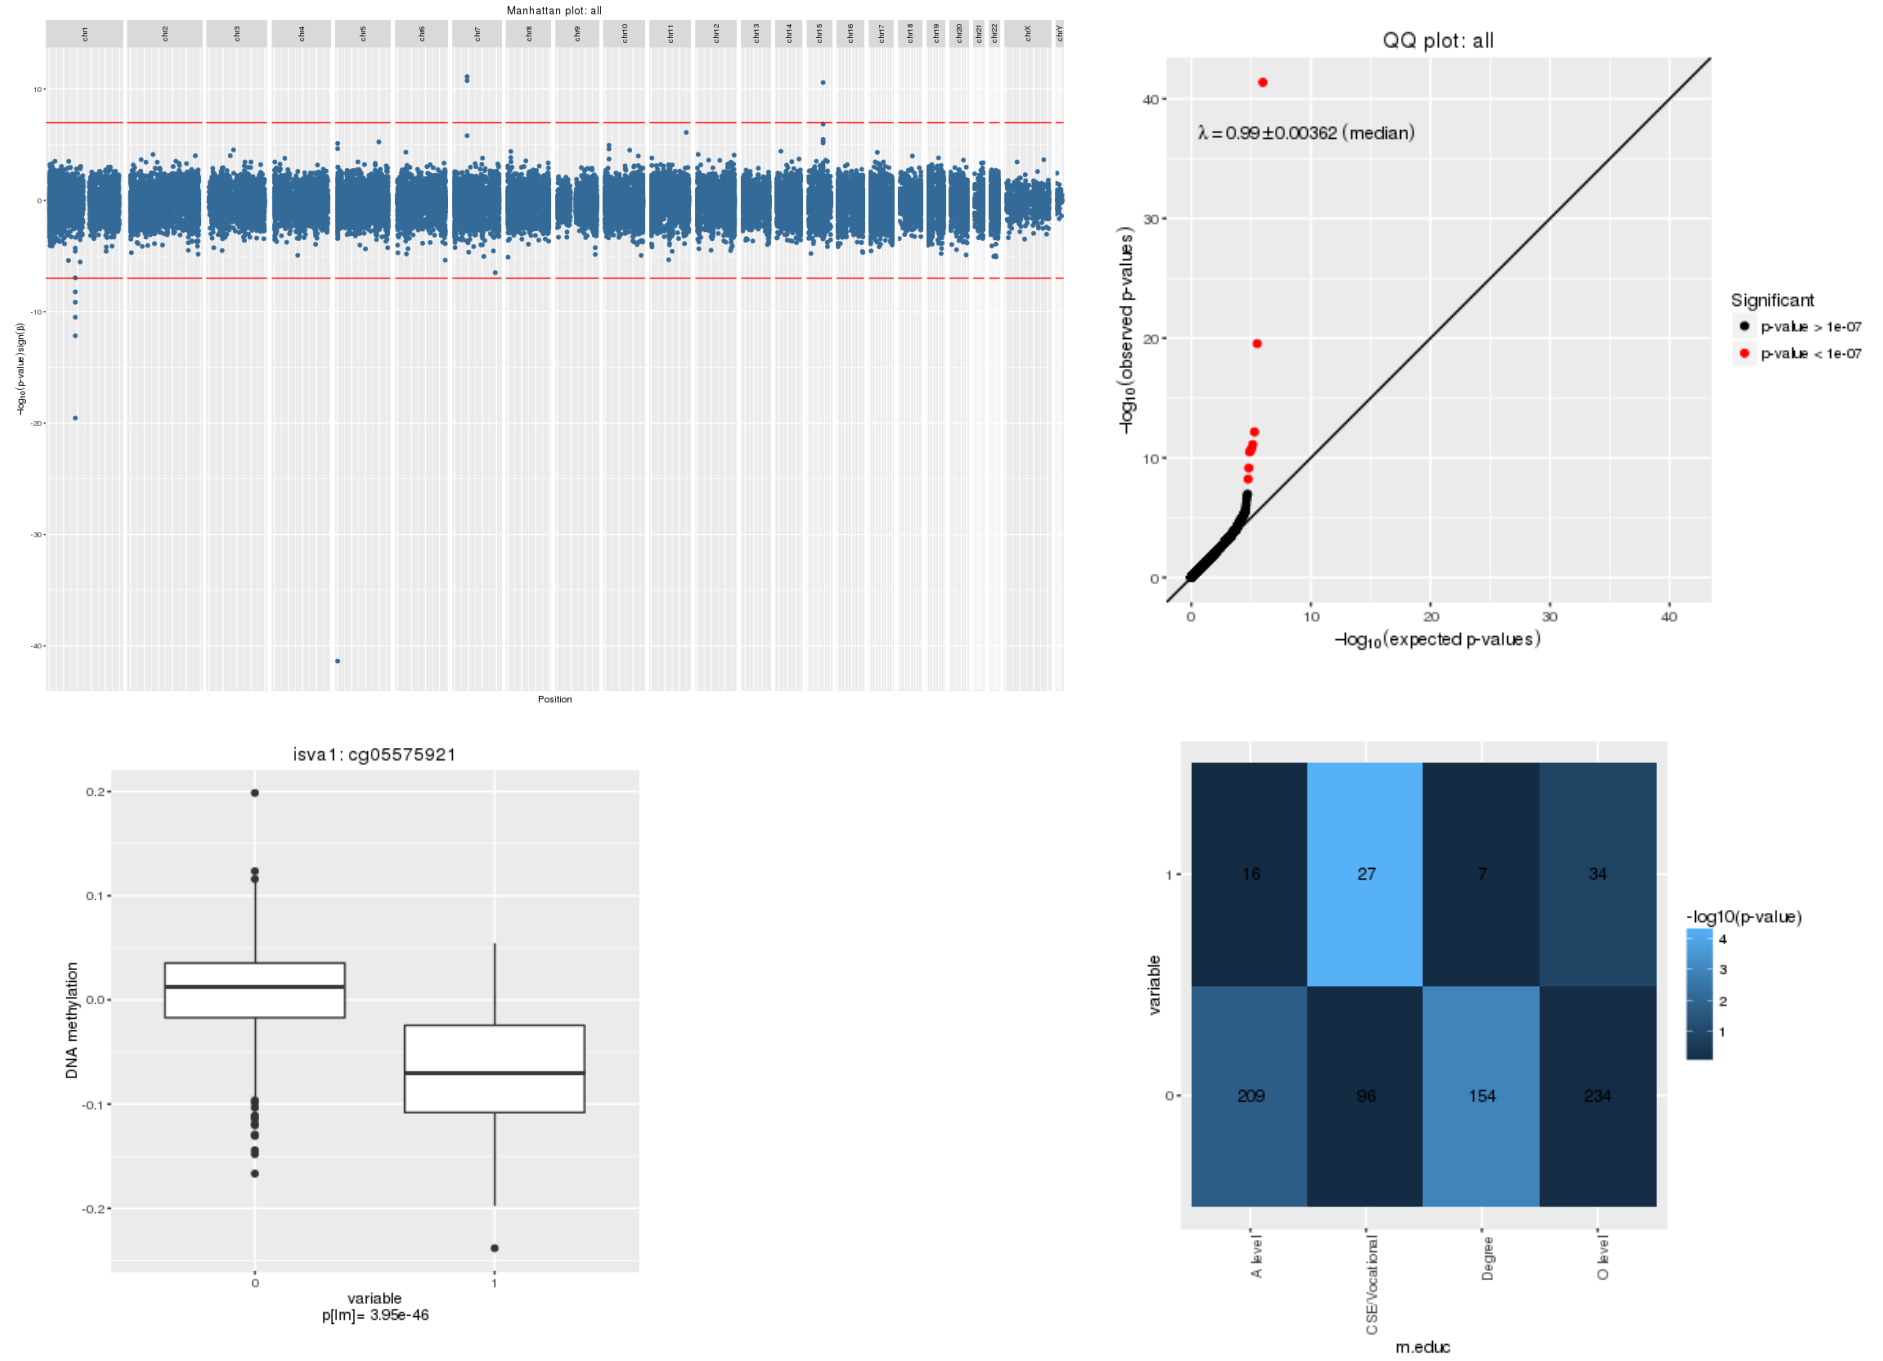 Manhattan plot: all
chr1 chr2 chr3 chr4 chr5 chr6 chr7 chr8 chr9 chr10 chr11 chr12 chr13 chr14 chr15 chr16 chr17 chr18 chr19 chr20 chr21 chr22 chrX chrY
10
0
-10
-20
-30
-40
−log10(p-value)sign(β)
Position
QQ plot: all
λ = 0.99±0.00362 (median)
40
30
20
10
0
−log10(observed p-values)
0 10 20 30 40
−log10(expected p-values)
Significant
p-value > 1e-07
p-value < 1e-07
isva1: cg05575921
0.2
0.1
0.0
-0.1
-0.2
DNA methylation
0 1
variable
p[lm]= 3.95e-46
1
0
variable
16 27 7 34
209 96 154 234
A level
CSE/Vocational
Degree
O level
m.educ
-log10(p-value)
4
3
2
1